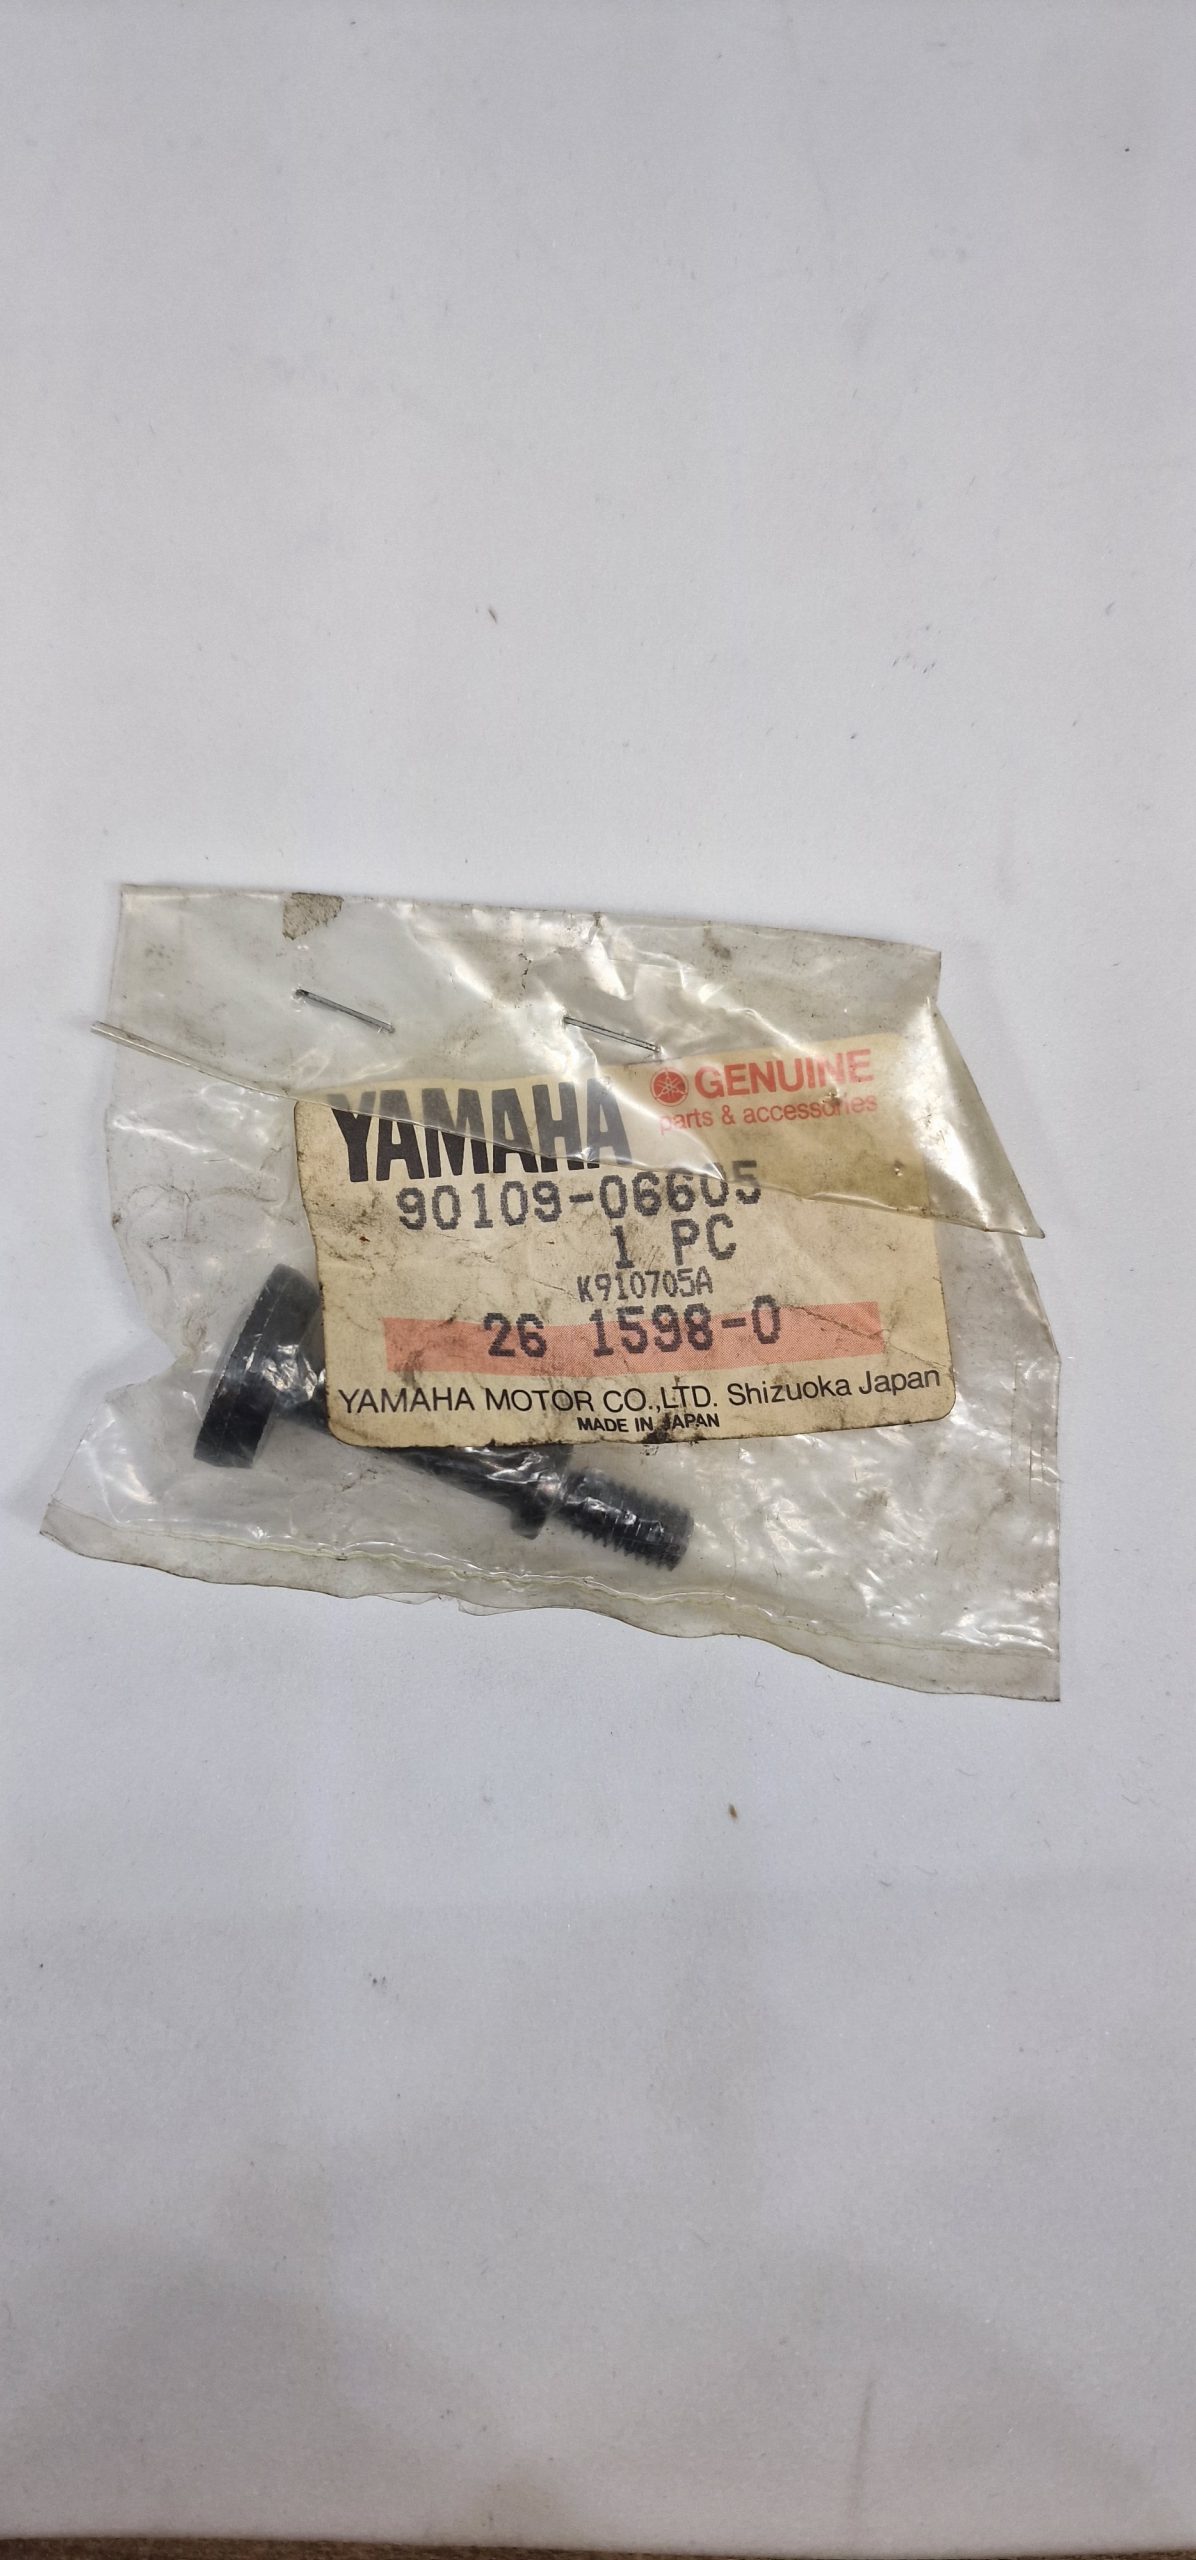 YAMAHA
GENUINE
parts & accessories
90109-06605
1 PC
K910705A
26 1598-0
YAMAHA MOTOR CO.,LTD. Shizuoka Japan
MADE IN JAPAN